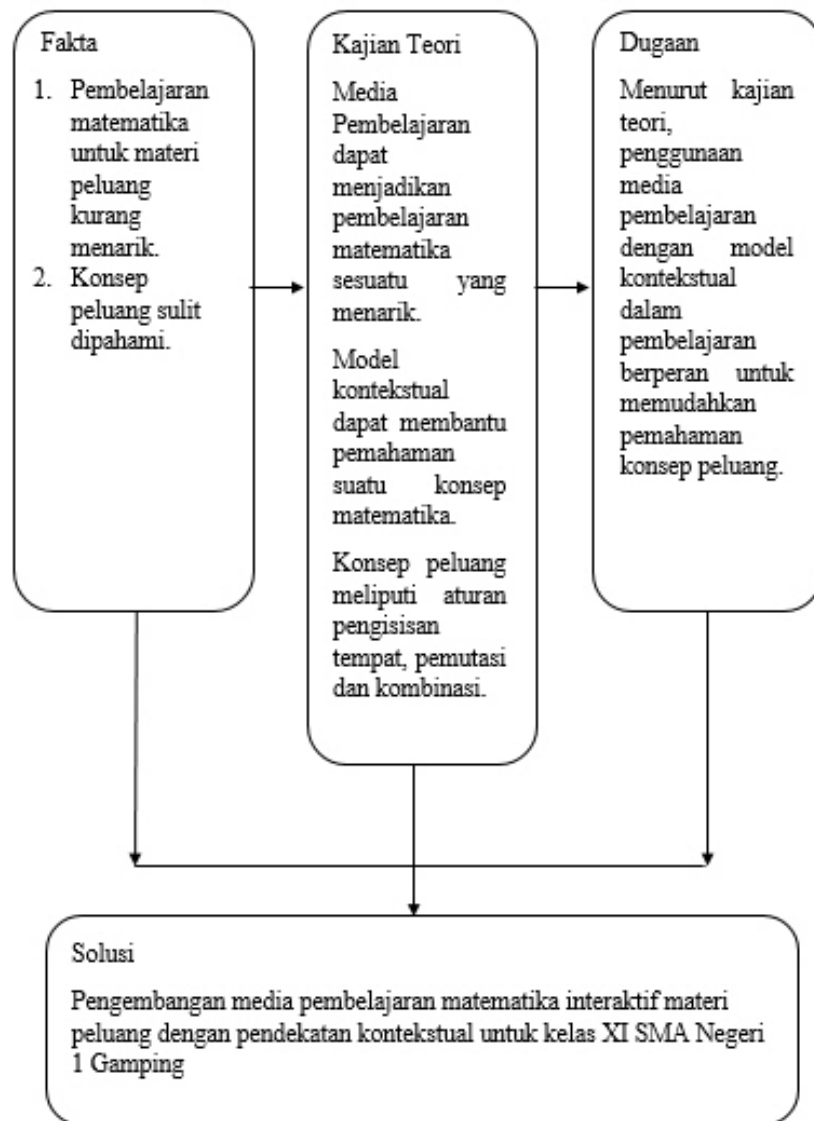 Fakta
1. Pembelajaran
matematika
untuk materi
peluang
kurang
menarik.
2. Konsep
peluang sulit
dipahami.
Kajian Teori
Media
Pembelajaran
dapat
menjadikan
pembelajaran
matematika
sesuatu yang
menarik.
Model
kontekstual
dapat membantu
pemahaman
suatu konsep
matematika.
Konsep peluang
meliputi aturan
pengisisan
tempat, pemutasi
dan kombinasi.
Dugaan
Menurut kajian
teori,
penggunaan
media
pembelajaran
dengan model
kontekstual
dalam
pembelajaran
berperan untuk
memudahkan
pemahaman
konsep peluang.
Solusi
Pengembangan media pembelajaran matematika interaktif materi
peluang dengan pendekatan kontekstual untuk kelas XI SMA Negeri
1 Gamping